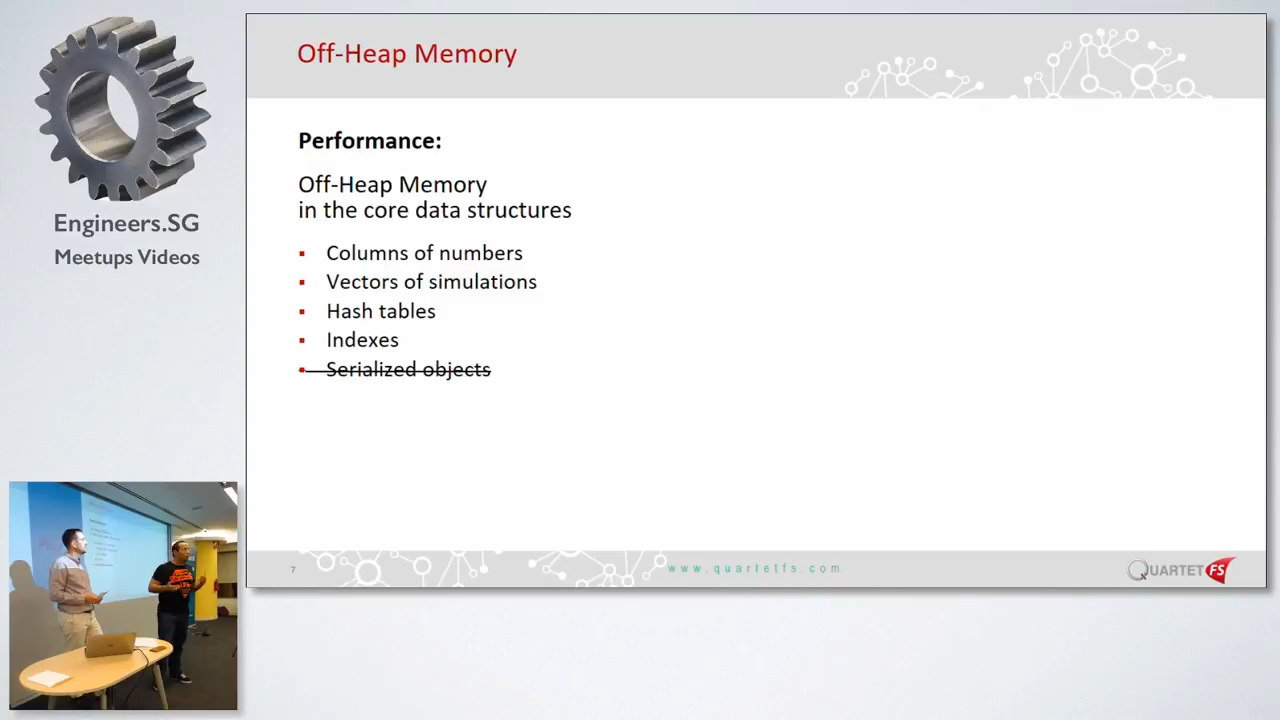 Off-Heap Memory
Performance:
Off-Heap Memory
in the core data structures
Columns of numbers
Vectors of simulations
Hash tables
Indexes
Serialized objects
7
www.quartetfs.com
QUARTET FS
Engineers.SG
Meetups Videos